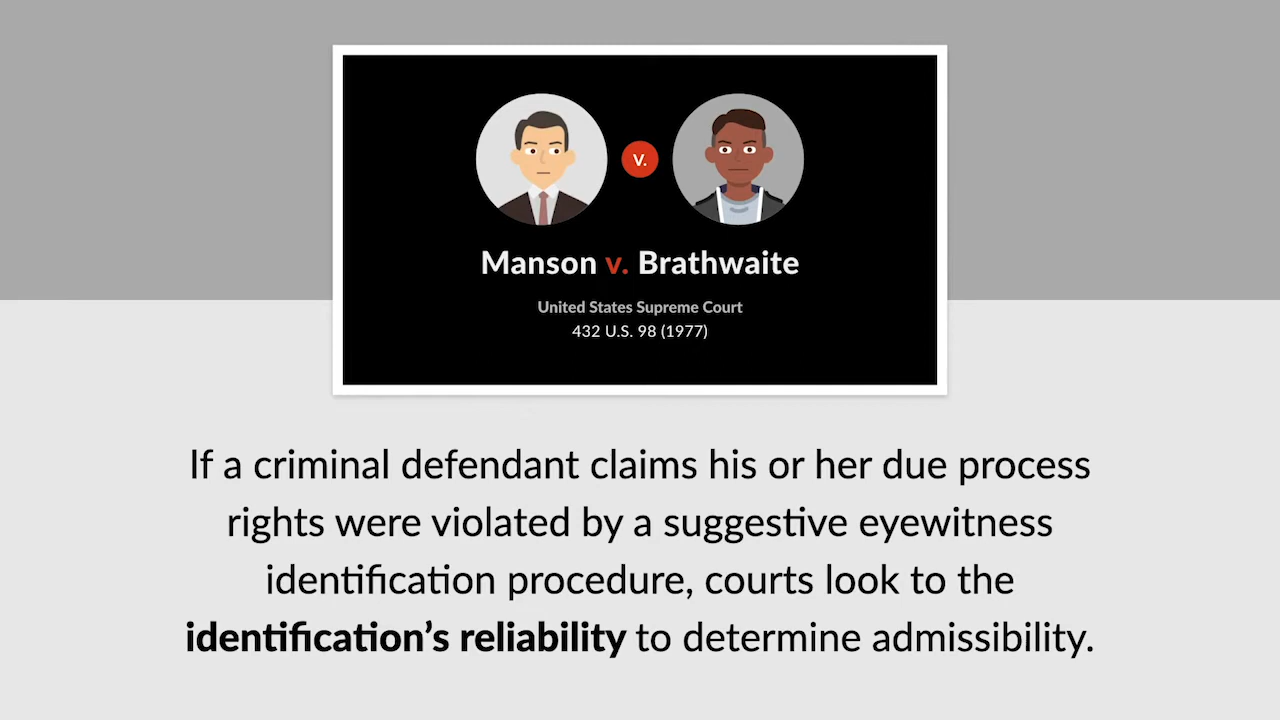 V.
Manson v. Brathwaite
United States Supreme Court
432 U.S. 98 (1977)
If a criminal defendant claims his or her due process
rights were violated by a suggestive eyewitness
identification procedure, courts look to the
identification’s reliability to determine admissibility.